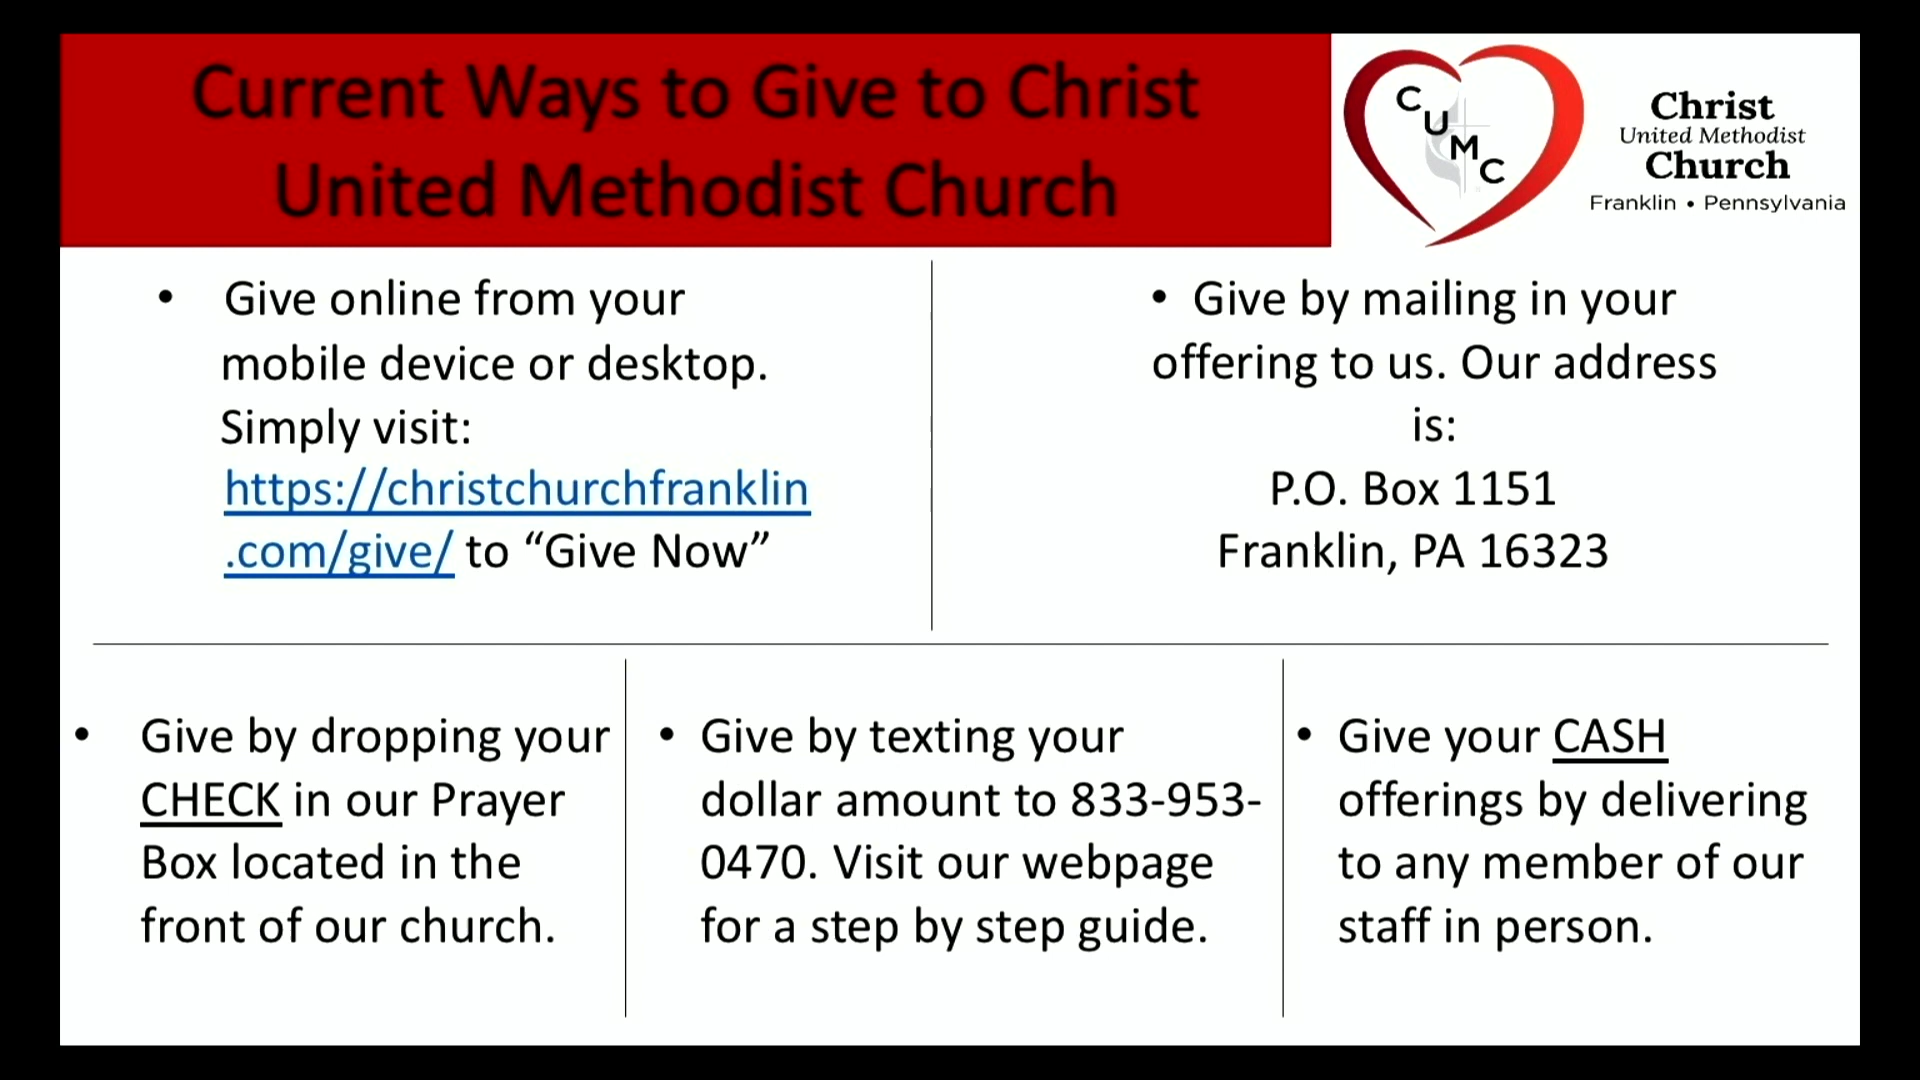 Current Ways to Give to Christ
United Methodist Church
C
U
M
C
Christ
United Methodist
Church
Franklin • Pennsylvania
• Give online from your
mobile device or desktop.
Simply visit:
https://christchurchfranklin
.com/give/ to “Give Now”
• Give by mailing in your
offering to us. Our address
is:
P.O. Box 1151
Franklin, PA 16323
• Give by dropping your
CHECK in our Prayer
Box located in the
front of our church.
• Give by texting your
dollar amount to 833-953-
0470. Visit our webpage
for a step by step guide.
• Give your CASH
offerings by delivering
to any member of our
staff in person.